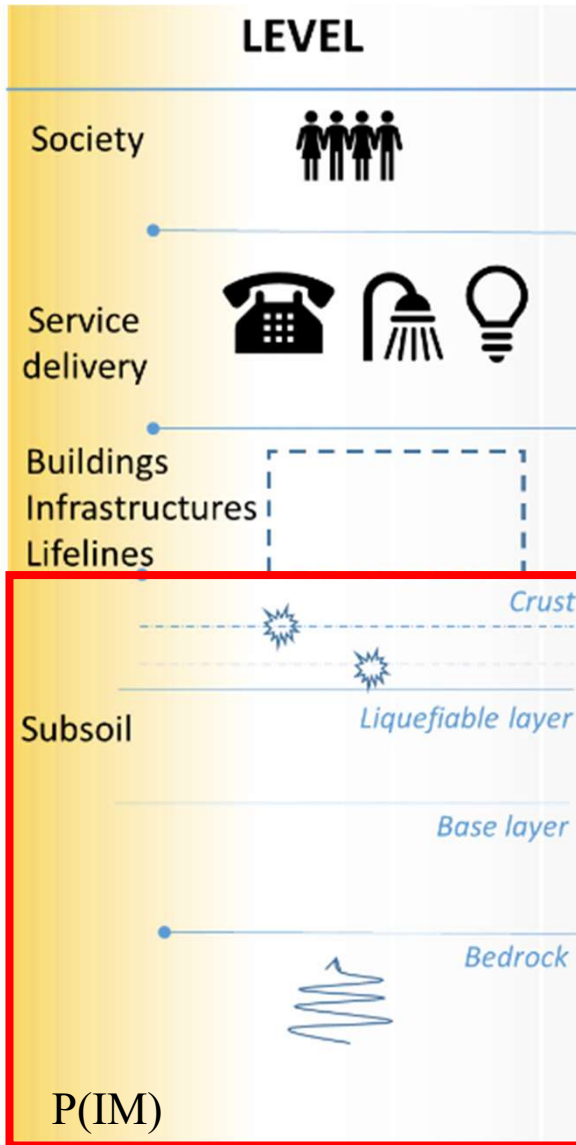 LEVEL
Society
Service
delivery
Buildings
Infrastructures
Lifelines
Crust
Subsoil
Liquefiable layer
Base layer
Bedrock
P(IM)